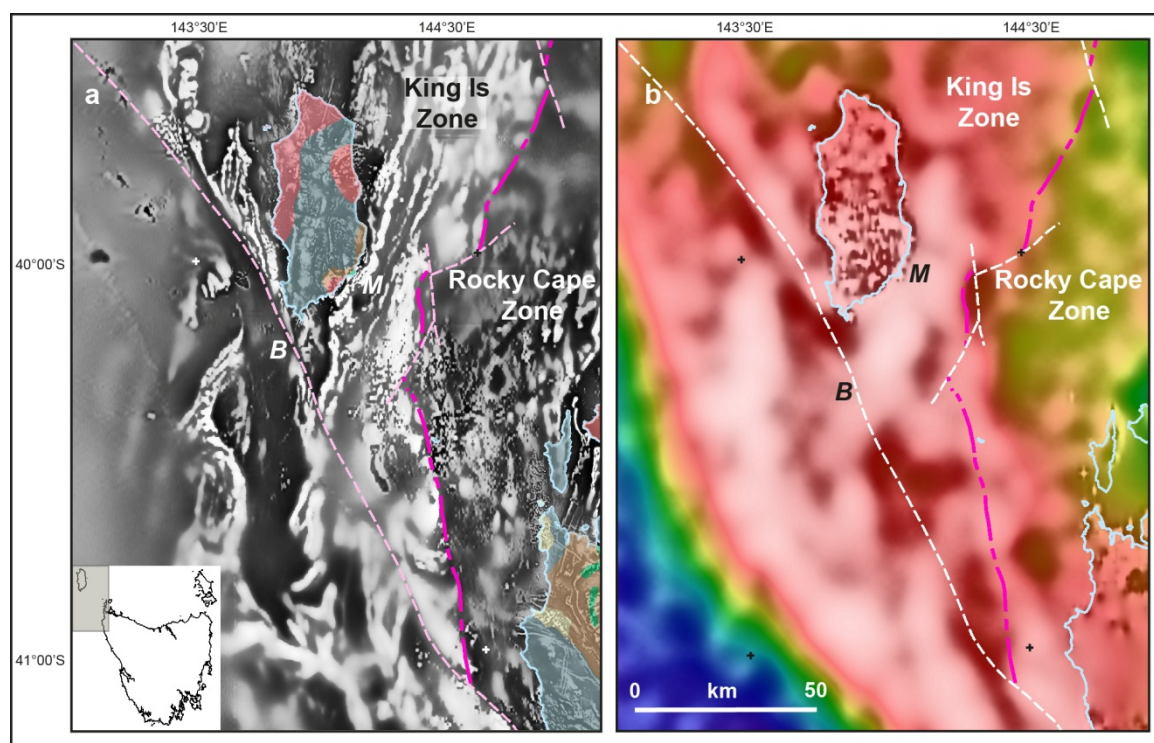 143°30'E
144°30'E
143°30'E
144°30'E
a
King Is
Zone
b
King Is
Zone
40°00'S
Rocky Cape
Zone
Rocky Cape
Zone
M
M
B
B
41°00'S
0 km 50